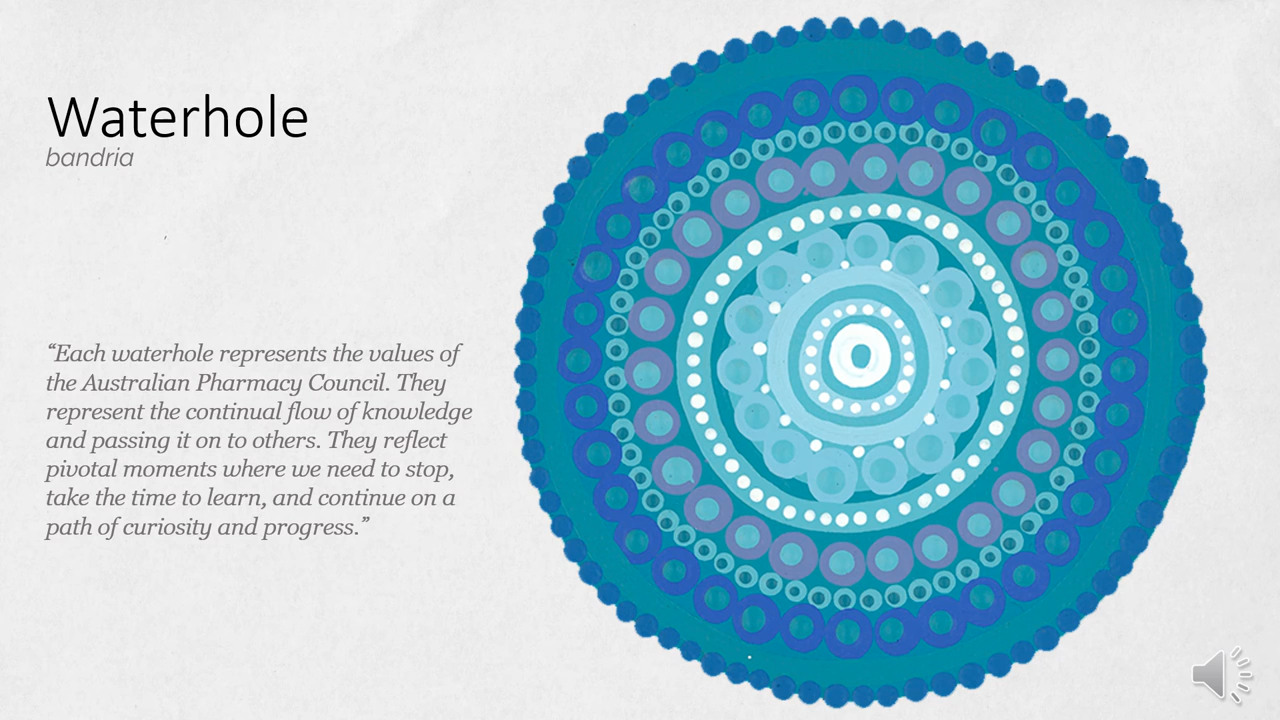 Waterhole
bandria
“Each waterhole represents the values of
the Australian Pharmacy Council. They
represent the continual flow of knowledge
and passing it on to others. They reflect
pivotal moments where we need to stop,
take the time to learn, and continue on a
path of curiosity and progress.”